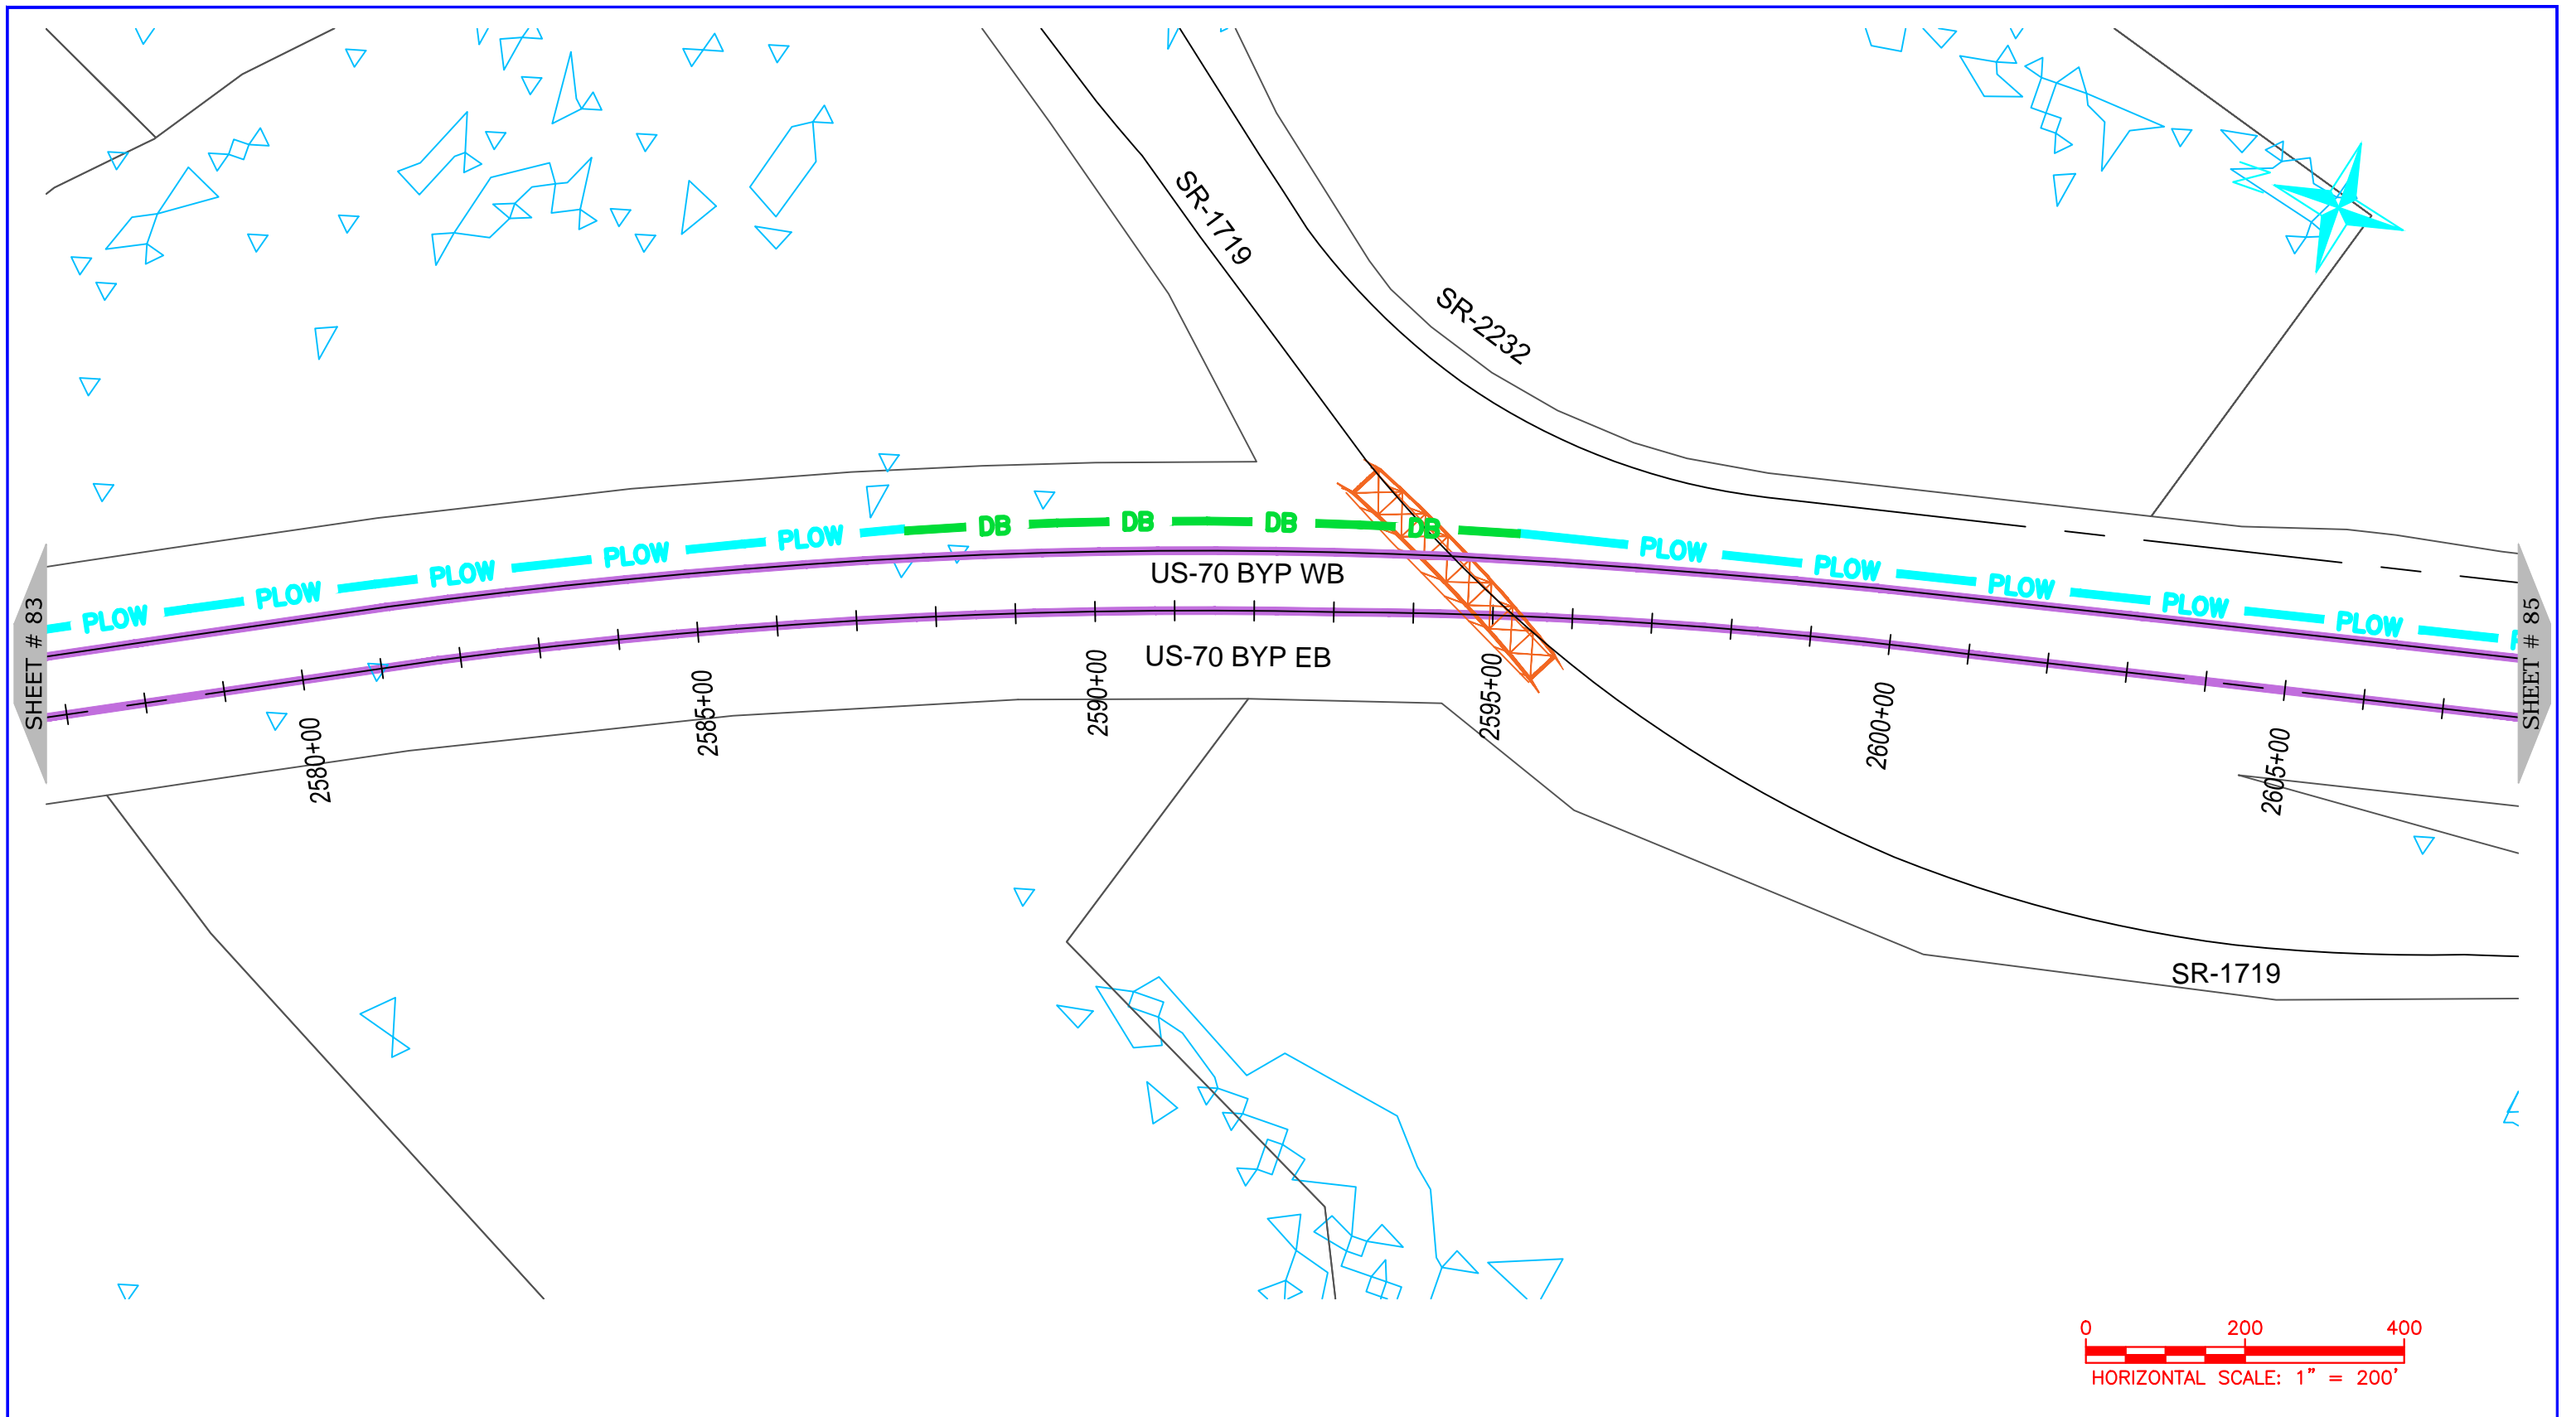 SR-1719
SR-2232
PLOW
PLOW
PLOW
PLOW
PLOW
DB
DB
DB
DB
PLOW
PLOW
PLOW
PLOW
PLOW
P
US-70 BYP WB
US-70 BYP EB
SHEET # 83
SHEET # 85
2580+00
2585+00
2590+00
2595+00
2600+00
2605+00
SR-1719
0 200 400
HORIZONTAL SCALE: 1" = 200'